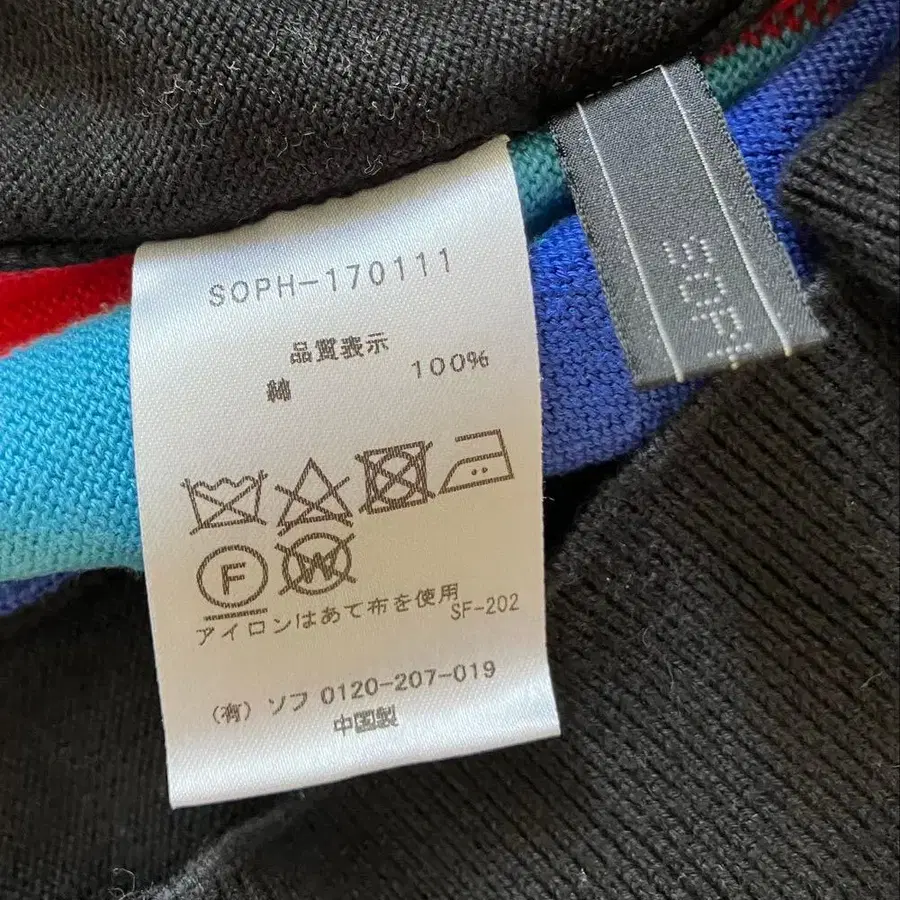 SOPH-170111
品質表示
綿 100%
F
W
アイロンはあて布を使用
SF-202
(有) ソフ 0120-207-019
中国製
SOPH